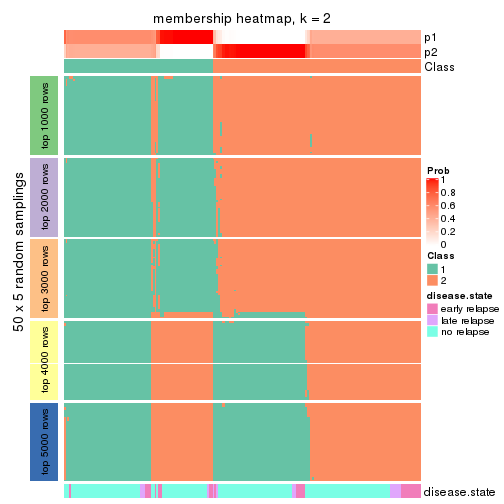 membership heatmap, k = 2
p1
p2
Class
50 x 5 random samplings
top 1000 rows
top 2000 rows
top 3000 rows
top 4000 rows
top 5000 rows
disease.state
Prob
1
0.8
0.6
0.4
0.2
0
Class
1
2
disease.state
early relapse
late relapse
no relapse